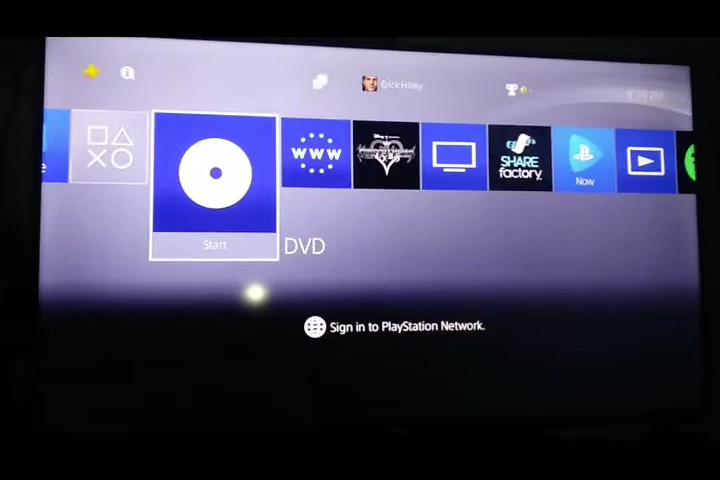 Erick Hilley
WWW
SHARE
factory
Now
Start
DVD
Sign in to PlayStation Network.